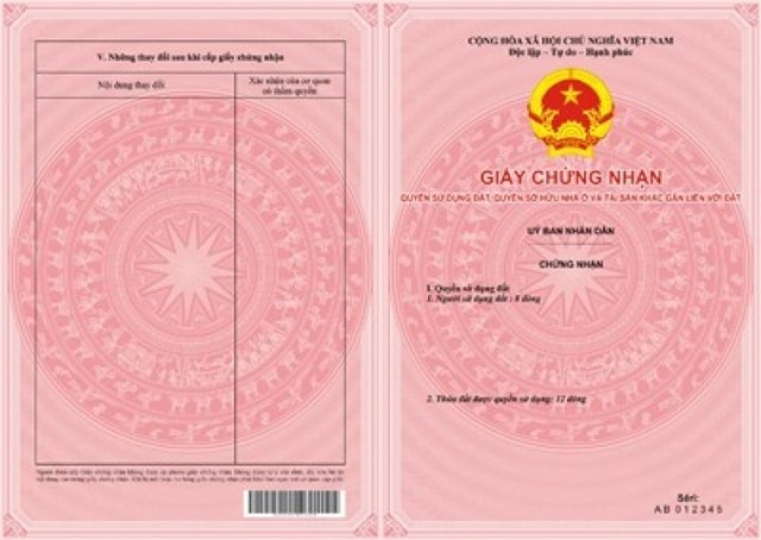 V. Những thay đổi sau khi cấp giấy chứng nhận
Nội dung thay đổi
Xác nhận của cơ quan
có thẩm quyền
CỘNG HÒA XÃ HỘI CHỦ NGHĨA VIỆT NAM
Độc lập – Tự do – Hạnh phúc
GIẤY CHỨNG NHẬN
QUYỀN SỬ DỤNG ĐẤT, QUYỀN SỞ HỮU NHÀ Ở VÀ TÀI SẢN KHÁC GẮN LIỀN VỚI ĐẤT
UỶ BAN NHÂN DÂN
CHỨNG NHẬN
I. Quyền sử dụng đất
1. Người sử dụng đất : 8 dòng
2. Thửa đất được quyền sử dụng: 12 dòng
Sêri:
AB 012345